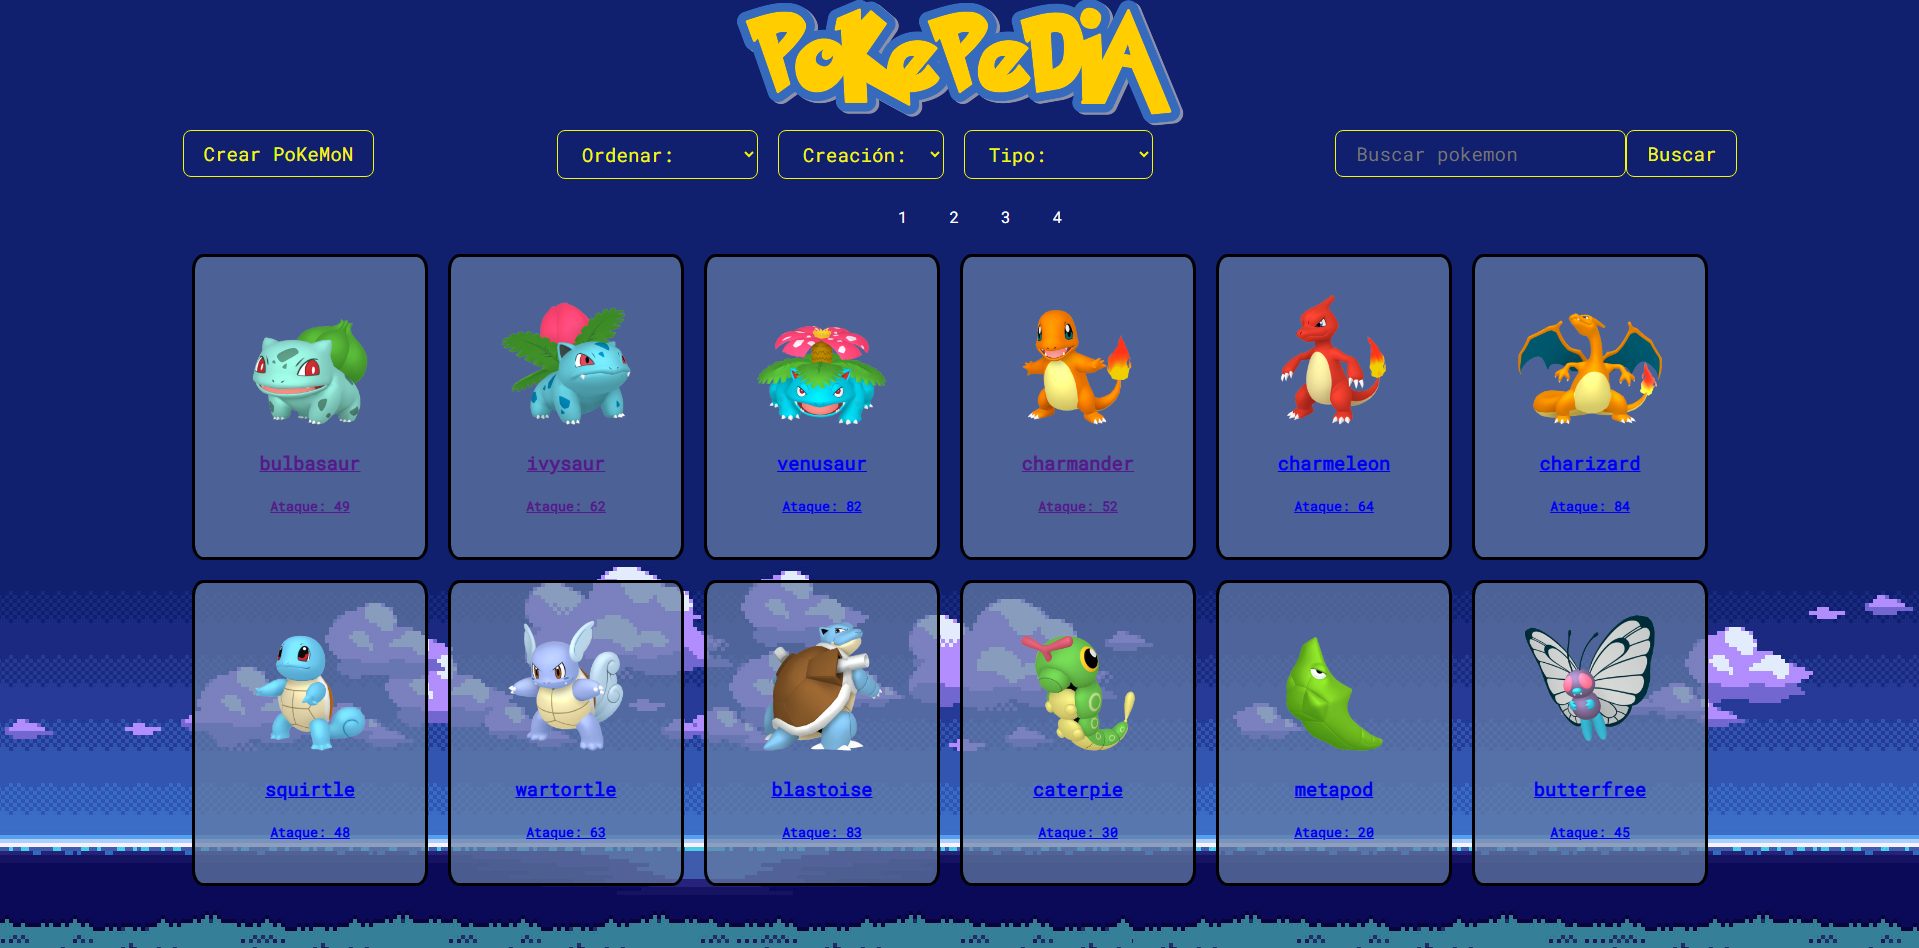 PoKePeDiA
Crear PoKeMoN
Ordenar:
Creación:
Tipo:
Buscar pokemon
Buscar
1 2 3 4
bulbasaur
Ataque: 49
ivysaur
Ataque: 62
venusaur
Ataque: 82
charmander
Ataque: 52
charmeleon
Ataque: 64
charizard
Ataque: 84
squirtle
Ataque: 48
wartortle
Ataque: 63
blastoise
Ataque: 83
caterpie
Ataque: 30
metapod
Ataque: 20
butterfree
Ataque: 45